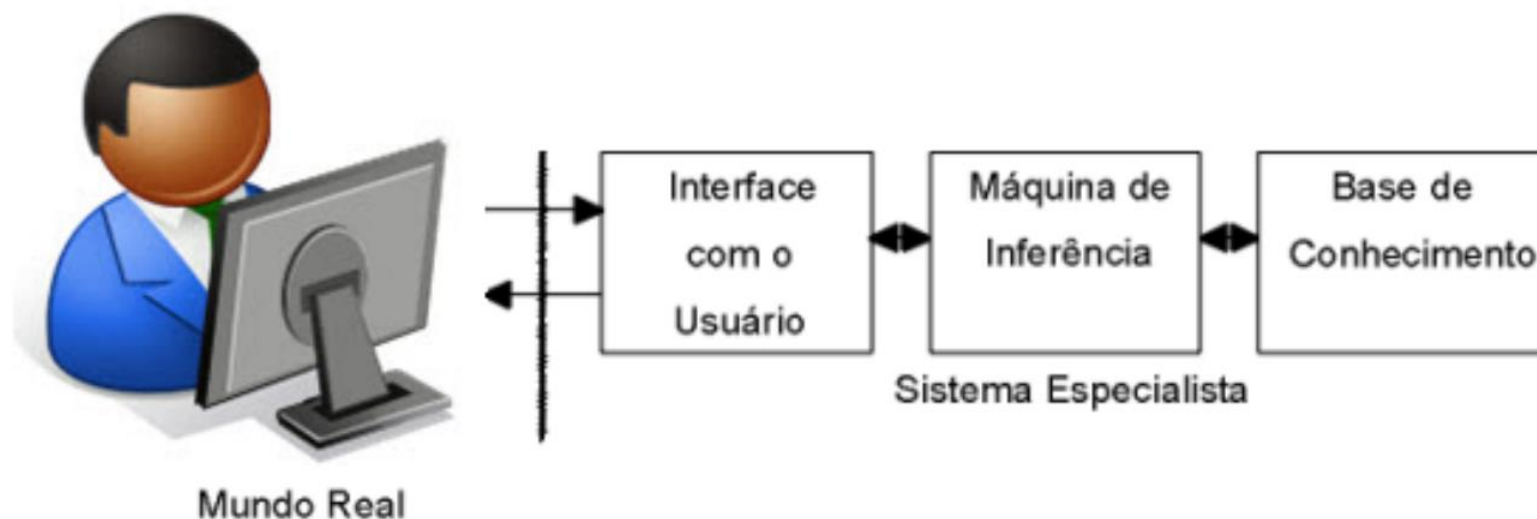 Interface
com o
Usuário
Máquina de
Inferência
Base de
Conhecimento
Sistema Especialista
Mundo Real